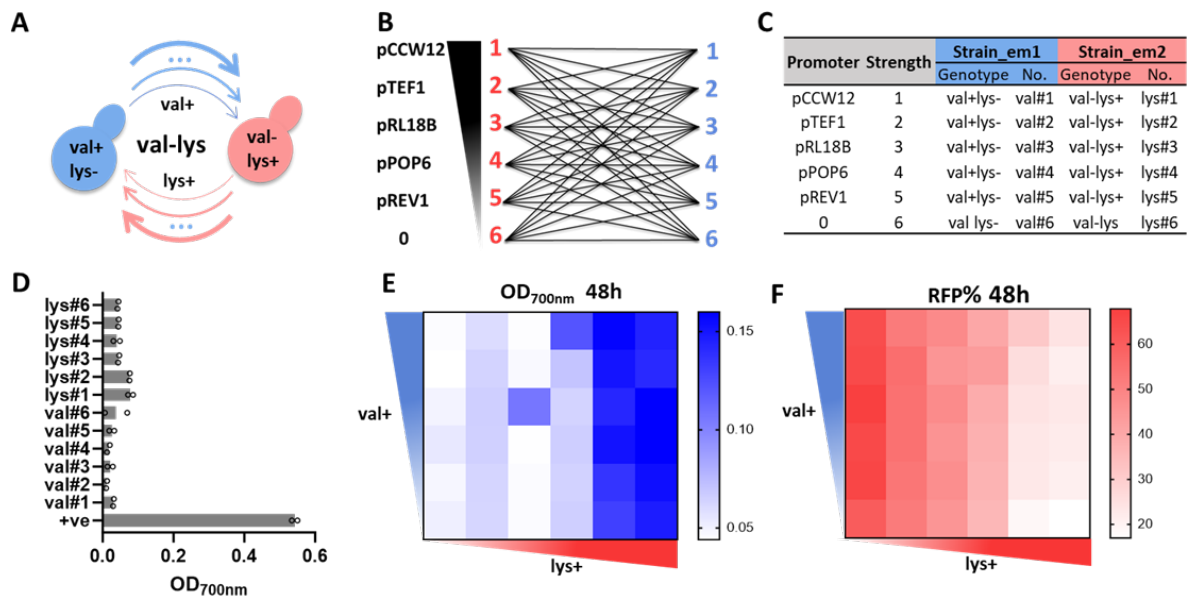 A
val+
val-lys
lys+
val+
lys-
val-
lys+
B
pCCW12 1 1
pTEF1 2 2
pRL18B 3 3
pPOP6 4 4
pREV1 5 5
0 6 6
C
Promoter Strength Strain_em1 Strain_em2
Genotype No. Genotype No.
pCCW12 1 val+lys- val#1 val-lys+ lys#1
pTEF1 2 val+lys- val#2 val-lys+ lys#2
pRL18B 3 val+lys- val#3 val-lys+ lys#3
pPOP6 4 val+lys- val#4 val-lys+ lys#4
pREV1 5 val+lys- val#5 val-lys+ lys#5
0 6 val lys- val#6 val-lys lys#6
D
lys#6
lys#5
lys#4
lys#3
lys#2
lys#1
val#6
val#5
val#4
val#3
val#2
val#1
+ve
0.0 0.2 0.4 0.6
OD700nm
E
OD700nm 48h
val+
lys+
0.15
0.10
0.05
F
RFP% 48h
val+
lys+
60
50
40
30
20